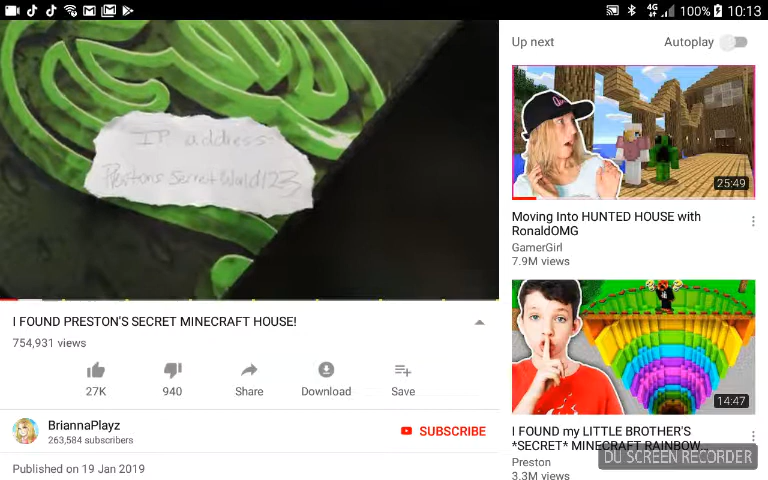 4G
100%
10:13
IP address-
Prestons Secret World123
Up next
Autoplay
25:49
Moving Into HUNTED HOUSE with
RonaldOMG
GamerGirl
7.9M views
14:47
I FOUND my LITTLE BROTHER'S
*SECRET* MINECRAFT RAINBOW...
Preston
3.3M views
DU SCREEN RECORDER
I FOUND PRESTON'S SECRET MINECRAFT HOUSE!
754,931 views
27K
940
Share
Download
Save
BriannaPlayz
263,584 subscribers
SUBSCRIBE
Published on 19 Jan 2019